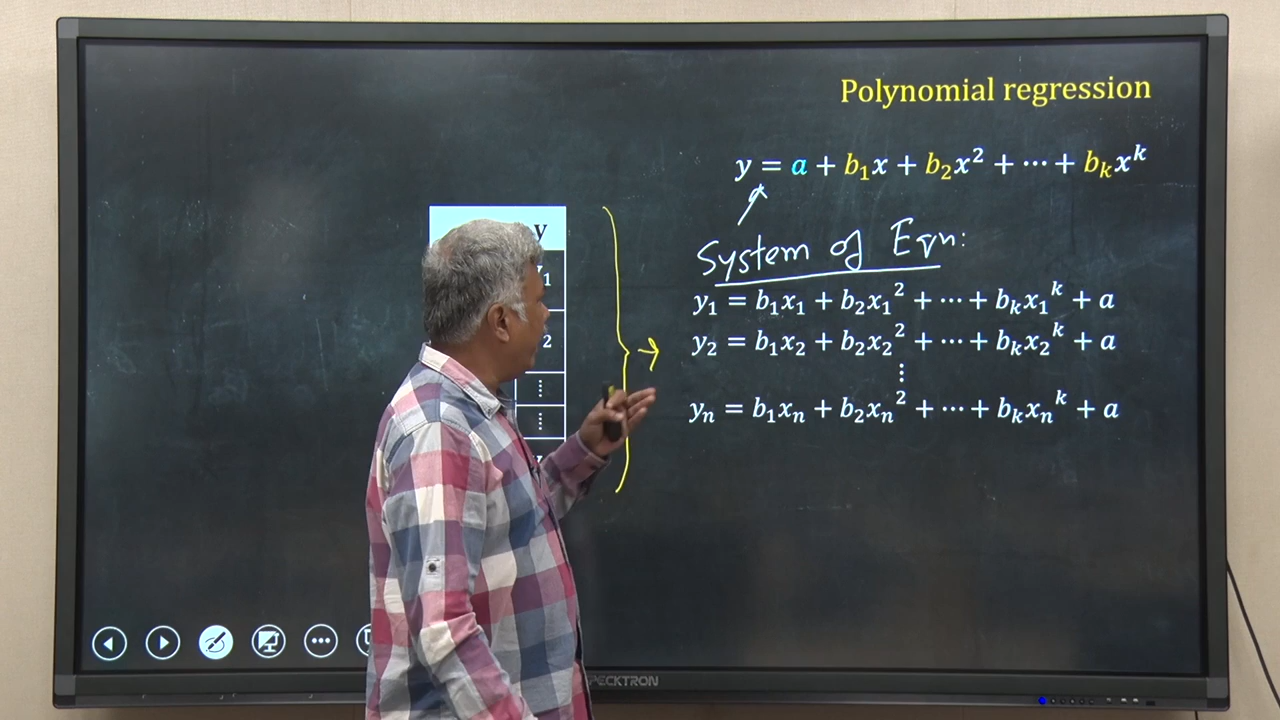 Polynomial regression
y = a + b₁x + b₂x² + ⋯ + bₖxᵏ
System of Eqn:
y
y₁ = b₁x₁ + b₂x₁² + ⋯ + bₖx₁ᵏ + a
y₂ = b₁x₂ + b₂x₂² + ⋯ + bₖx₂ᵏ + a
⋮
yₙ = b₁xₙ + b₂xₙ² + ⋯ + bₖxₙᵏ + a